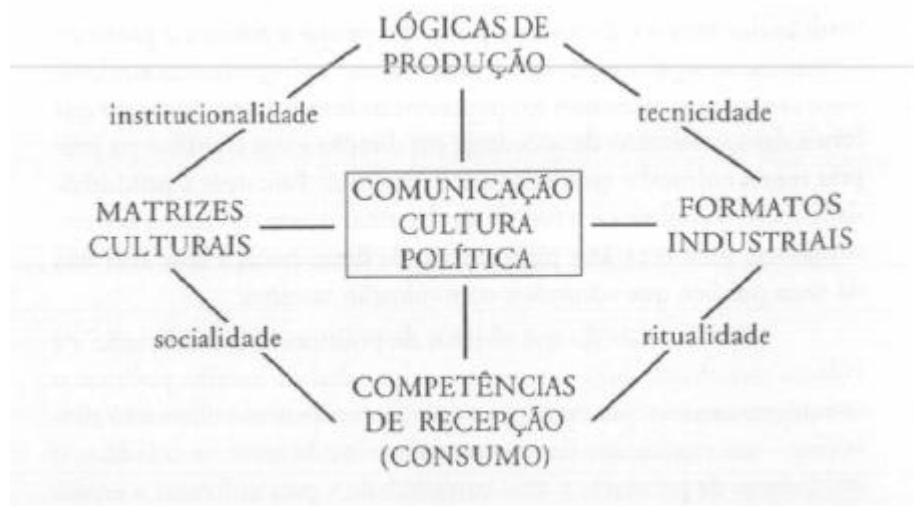 LÓGICAS DE
PRODUÇÃO
institucionalidade
tecnicidade
MATRIZES
CULTURAIS
COMUNICAÇÃO
CULTURA
POLÍTICA
FORMATOS
INDUSTRIAIS
socialidade
ritualidade
COMPETÊNCIAS
DE RECEPÇÃO
(CONSUMO)